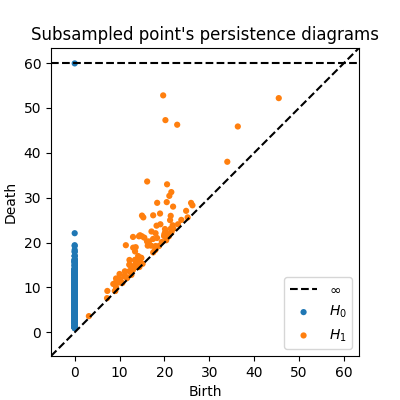 Subsampled point's persistence diagrams
60
50
40
30
20
10
0
Death
∞
H₀
H₁
0 10 20 30 40 50 60
Birth